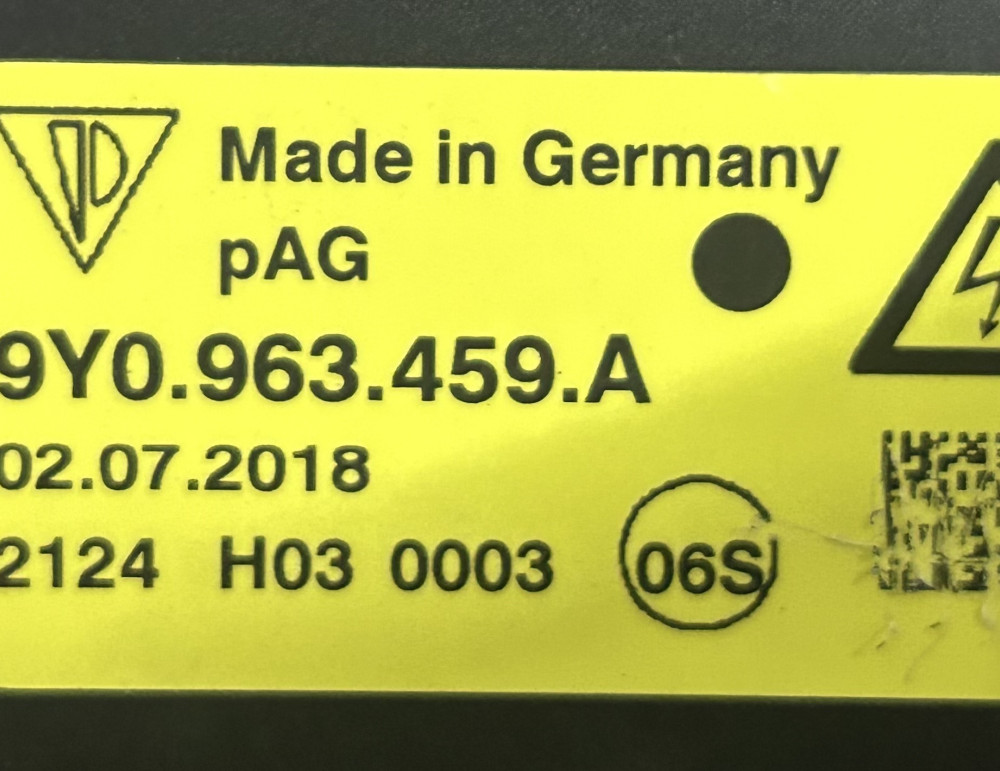 Made in Germany
pAG
9Y0.963.459.A
02.07.2018
2124 H03 0003 06S